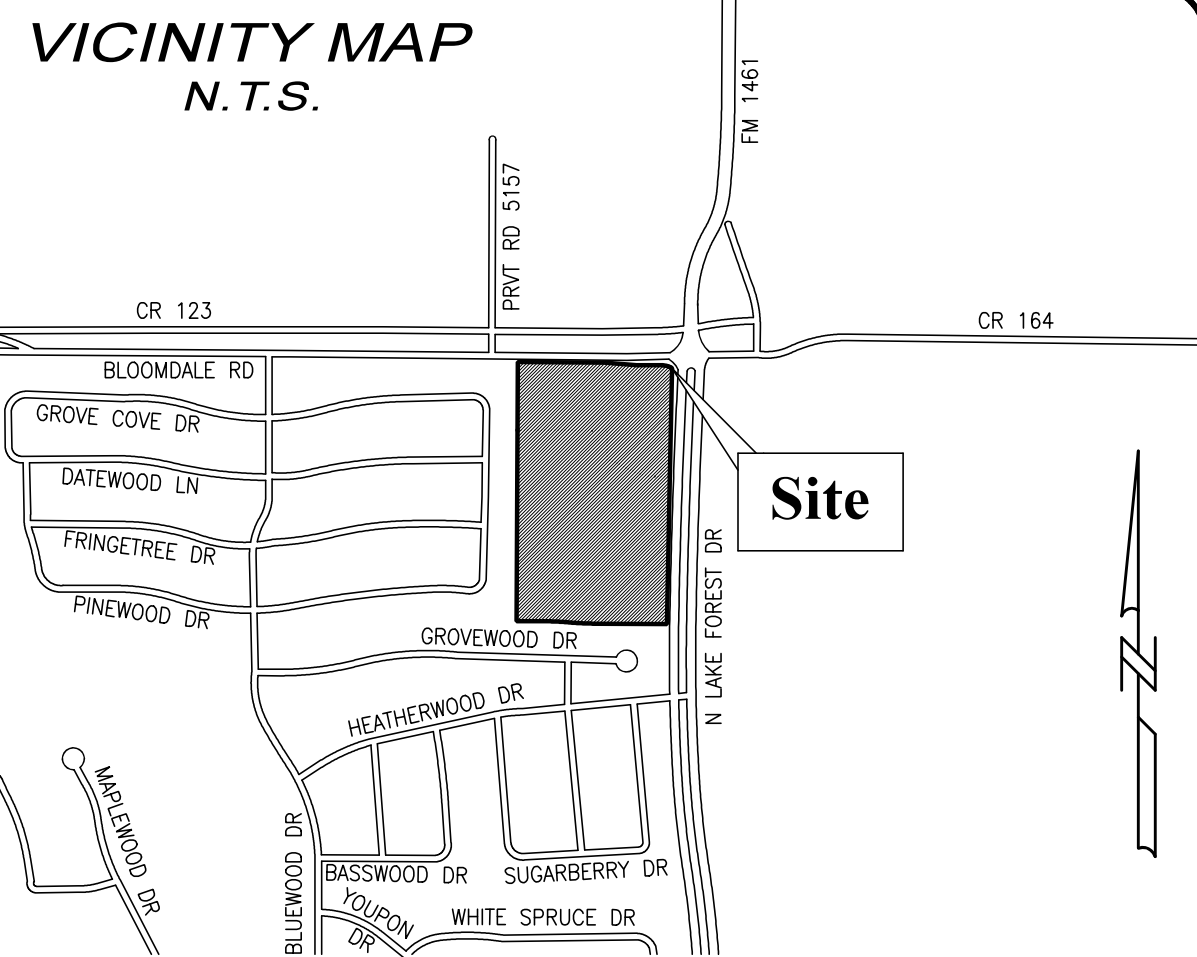 VICINITY MAP
N.T.S.
FM 1461
PRVT RD 5157
CR 123
CR 164
BLOOMDALE RD
GROVE COVE DR
DATEWOOD LN
Site
FRINGETREE DR
PINEWOOD DR
N LAKE FOREST DR
GROVEWOOD DR
N
HEATHERWOOD DR
MAPLEWOOD DR
BLUEWOOD DR
BASSWOOD DR
SUGARBERRY DR
YOUPON
DR
WHITE SPRUCE DR